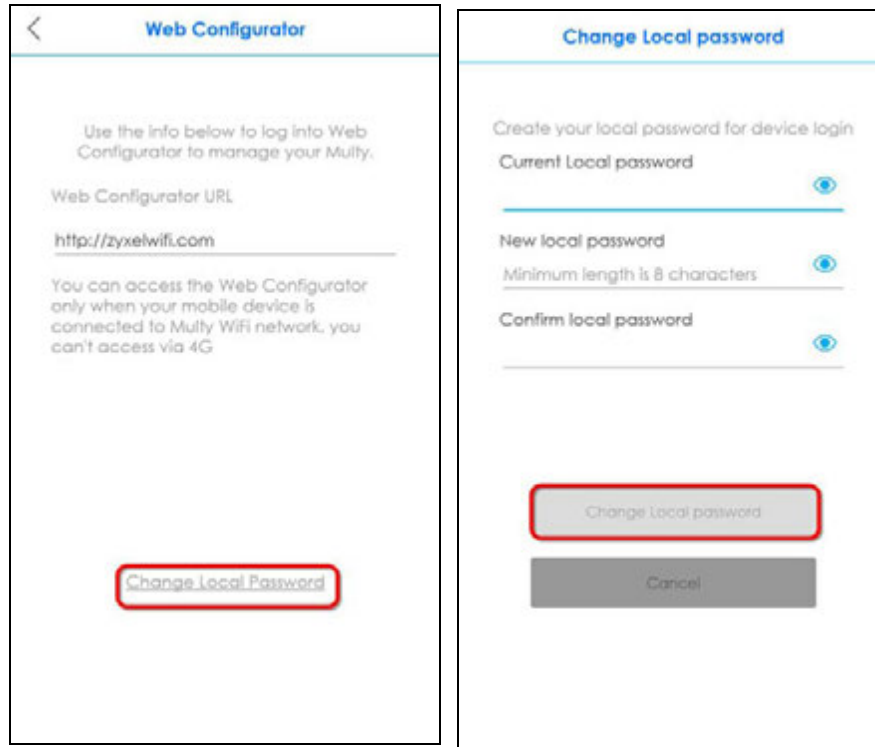 Web Configurator
Use the info below to log into Web
Configurator to manage your Multy.
Web Configurator URL
http://zyxelwifi.com
You can access the Web Configurator
only when your mobile device is
connected to Multy WiFi network, you
can't access via 4G
Change Local Password
Change Local password
Create your local password for device login
Current Local password
New local password
Minimum length is 8 characters
Confirm local password
Change Local password
Cancel